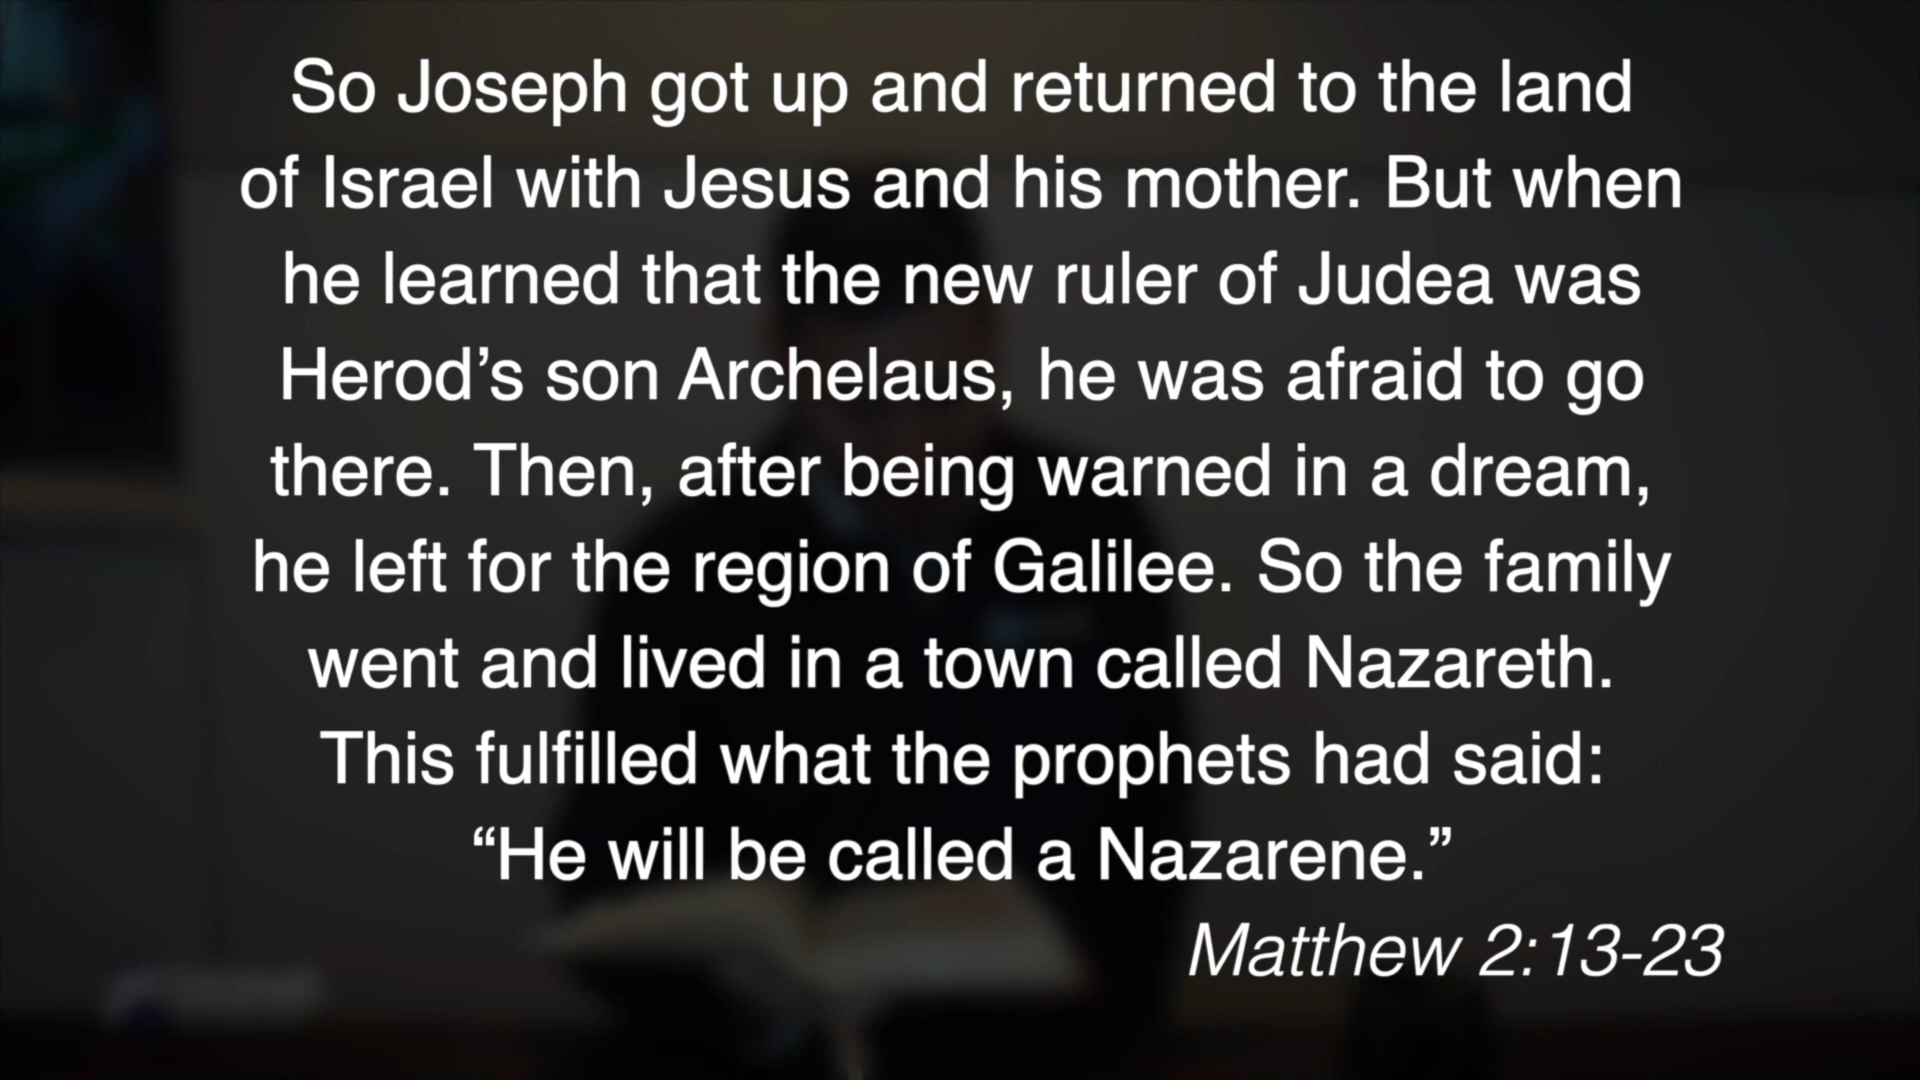 So Joseph got up and returned to the land
of Israel with Jesus and his mother. But when
he learned that the new ruler of Judea was
Herod’s son Archelaus, he was afraid to go
there. Then, after being warned in a dream,
he left for the region of Galilee. So the family
went and lived in a town called Nazareth.
This fulfilled what the prophets had said:
“He will be called a Nazarene.”
Matthew 2:13-23